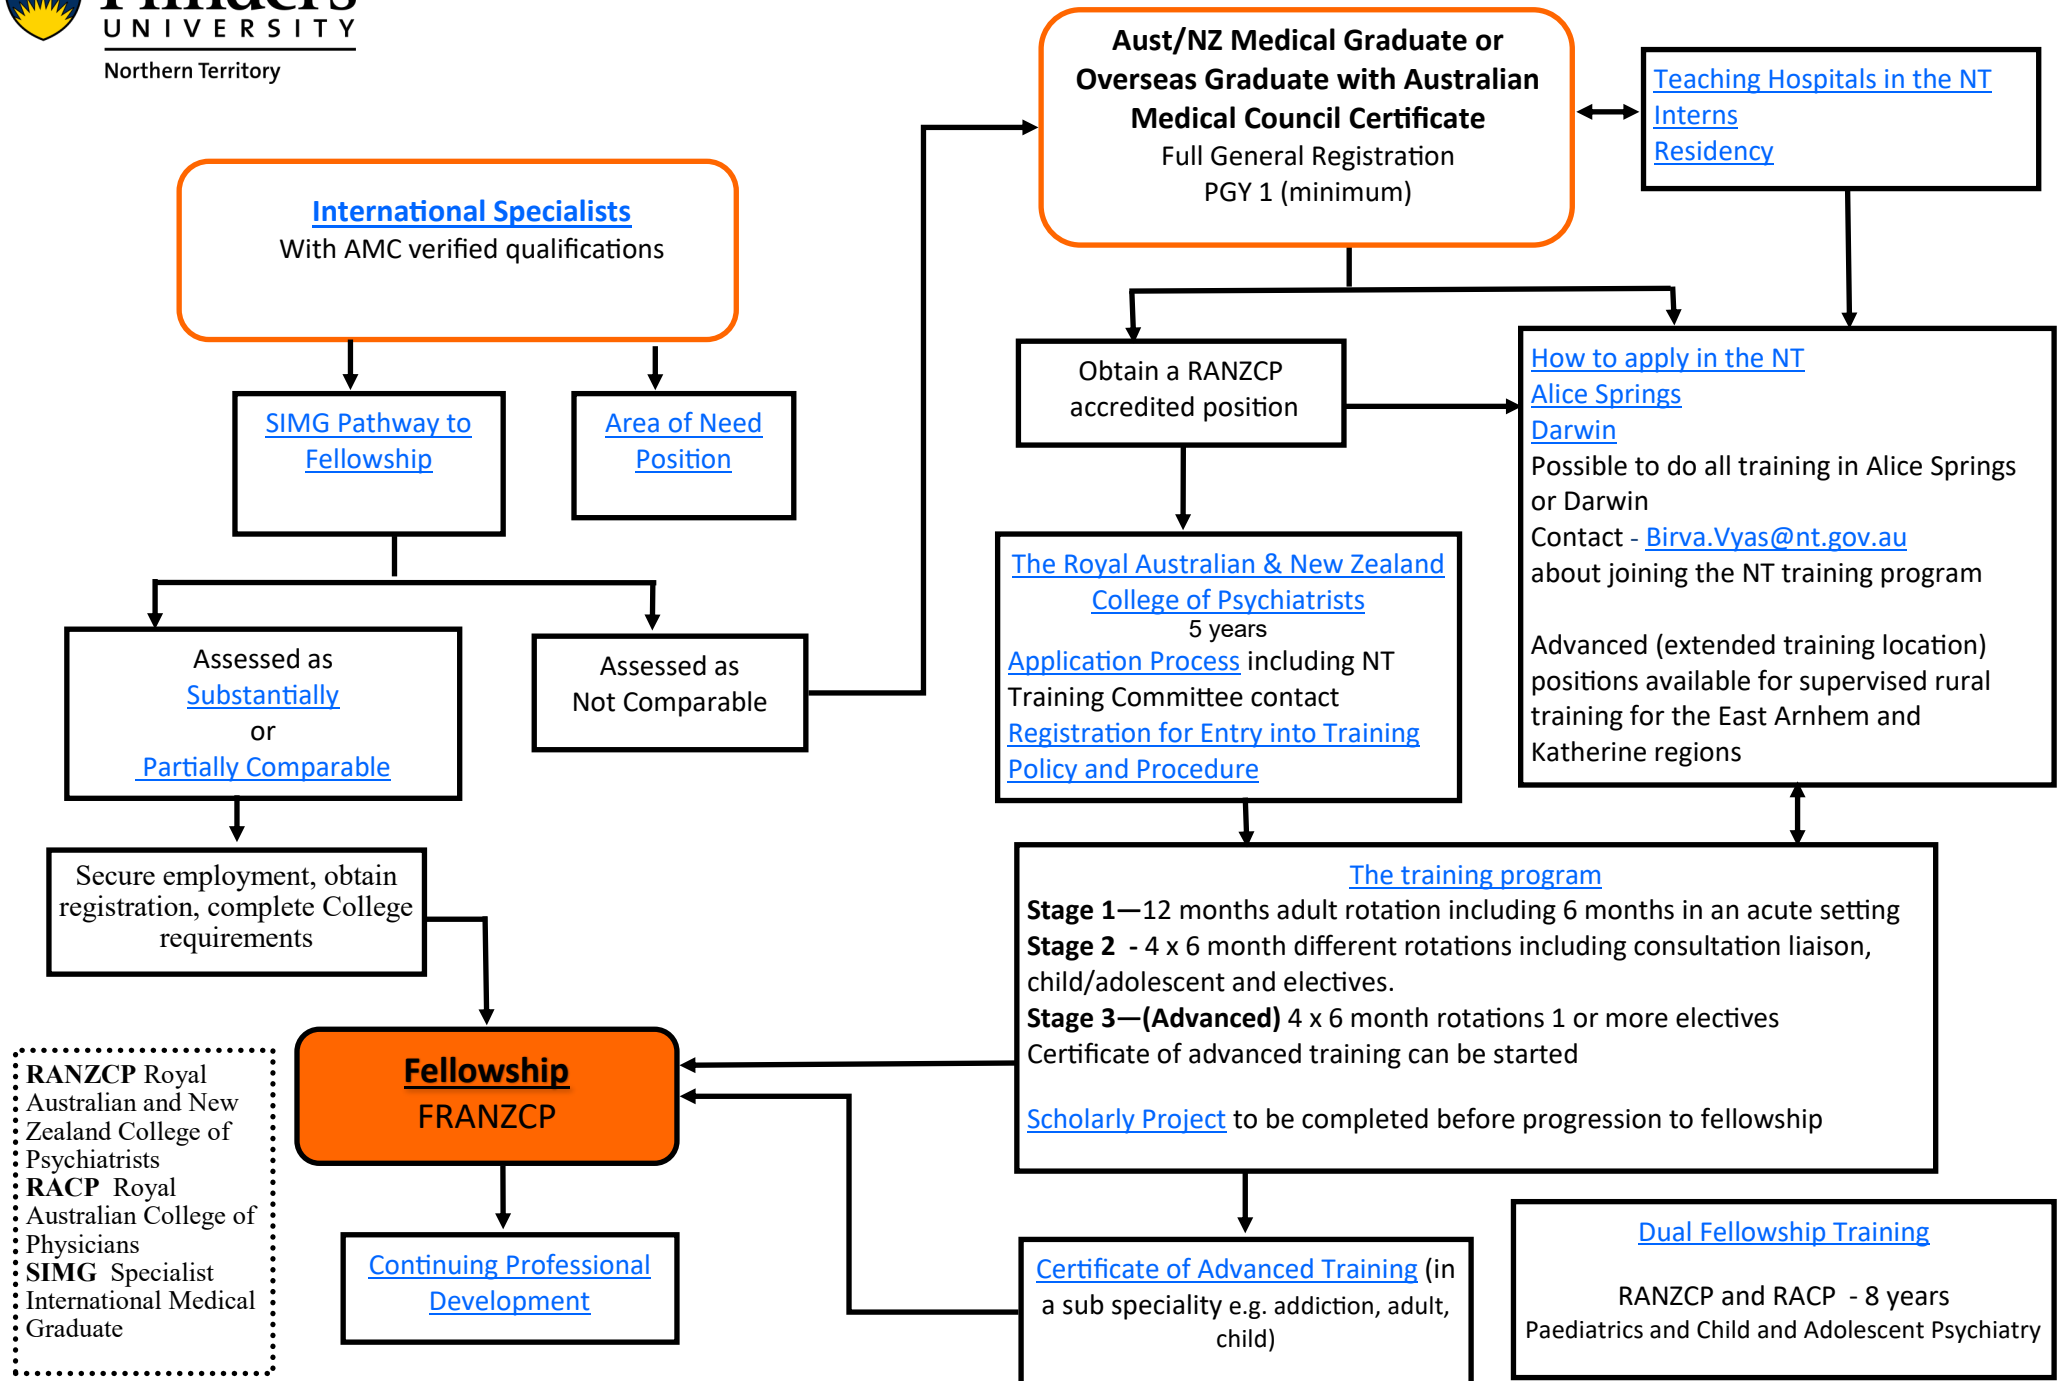 UNIVERSITY
Northern Territory
Aust/NZ Medical Graduate or
Overseas Graduate with Australian
Medical Council Certificate
Full General Registration
PGY 1 (minimum)
Teaching Hospitals in the NT
Interns
Residency
International Specialists
With AMC verified qualifications
SIMG Pathway to
Fellowship
Area of Need
Position
Obtain a RANZCP
accredited position
How to apply in the NT
Alice Springs
Darwin
Possible to do all training in Alice Springs
or Darwin
Contact - Birva.Vyas@nt.gov.au
about joining the NT training program
Advanced (extended training location)
positions available for supervised rural
training for the East Arnhem and
Katherine regions
The Royal Australian & New Zealand
College of Psychiatrists
5 years
Application Process including NT
Training Committee contact
Registration for Entry into Training
Policy and Procedure
Assessed as
Substantially
or
Partially Comparable
Assessed as
Not Comparable
Secure employment, obtain
registration, complete College
requirements
The training program
Stage 1—12 months adult rotation including 6 months in an acute setting
Stage 2 - 4 x 6 month different rotations including consultation liaison,
child/adolescent and electives.
Stage 3—(Advanced) 4 x 6 month rotations 1 or more electives
Certificate of advanced training can be started
Scholarly Project to be completed before progression to fellowship
Fellowship
FRANZCP
RANZCP Royal
Australian and New
Zealand College of
Psychiatrists
RACP Royal
Australian College of
Physicians
SIMG Specialist
International Medical
Graduate
Continuing Professional
Development
Certificate of Advanced Training (in
a sub speciality e.g. addiction, adult,
child)
Dual Fellowship Training
RANZCP and RACP - 8 years
Paediatrics and Child and Adolescent Psychiatry